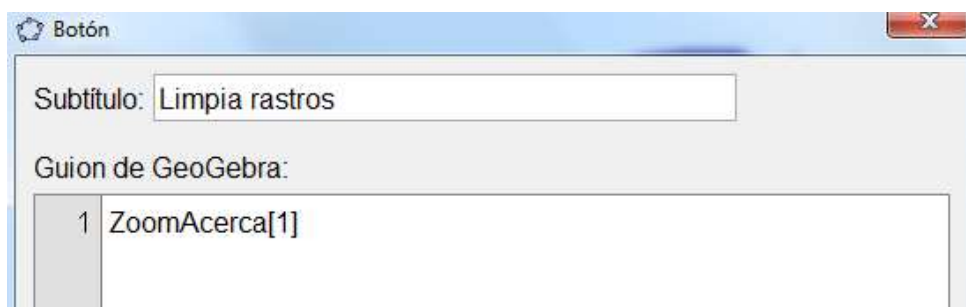 Botón
Subtítulo: Limpia rastros
Guion de GeoGebra:
1 ZoomAcerca[1]